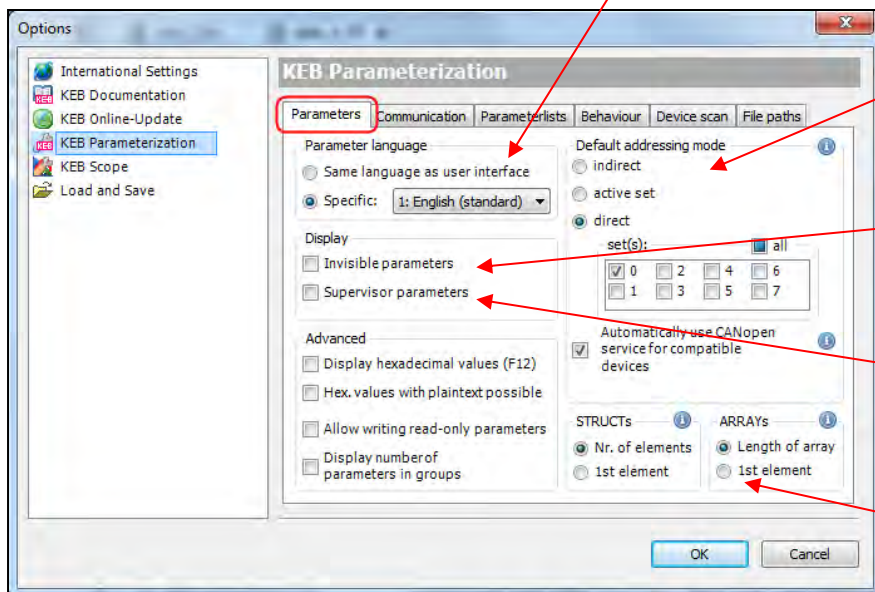 Options
International Settings
KEB Documentation
KEB Online-Update
KEB Parameterization
KEB Scope
Load and Save
KEB Parameterization
Parameters Communication Parameterlists Behaviour Device scan File paths
Parameter language
Same language as user interface
Specific: 1: English (standard)
Display
Invisible parameters
Supervisor parameters
Advanced
Display hexadecimal values (F12)
Hex. values with plaintext possible
Allow writing read-only parameters
Display number of
parameters in groups
Default addressing mode
indirect
active set
direct
set(s): all
0 2 4 6
1 3 5 7
Automatically use CANopen
service for compatible
devices
STRUCTs
Nr. of elements
1st element
ARRAYs
Length of array
1st element
OK Cancel